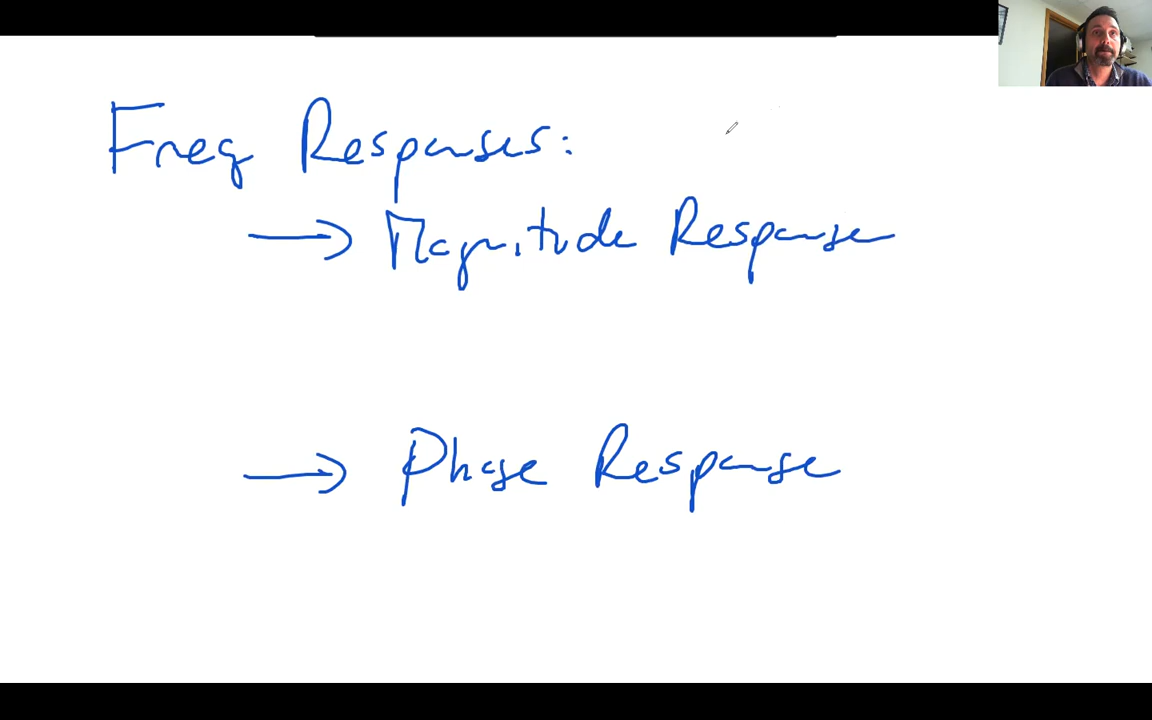 Freq Responses:
→ Magnitude Response
→ Phase Response